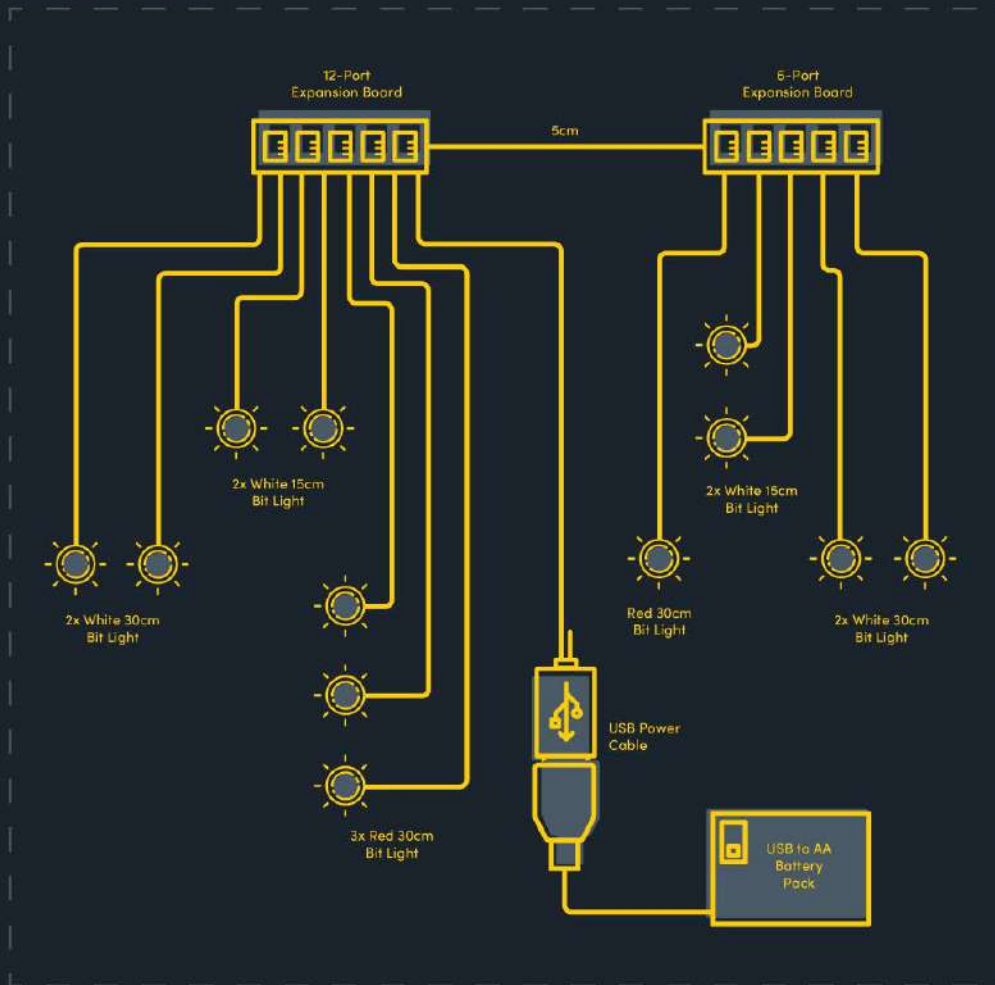 12-Port
Expansion Board
6-Port
Expansion Board
5cm
2x White 15cm
Bit Light
2x White 15cm
Bit Light
2x White 30cm
Bit Light
Red 30cm
Bit Light
2x White 30cm
Bit Light
USB Power
Cable
3x Red 30cm
Bit Light
USB to AA
Battery
Pack